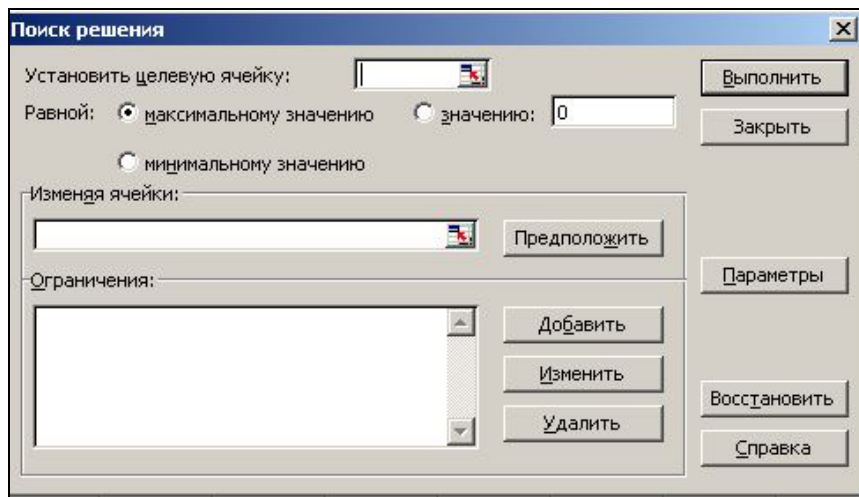 Поиск решения
Установить целевую ячейку:
Выполнить
Равной: максимальному значению значению: 0
Закрыть
минимальному значению
Изменяя ячейки:
Предположить
Параметры
Ограничения:
Добавить
Изменить
Удалить
Восстановить
Справка